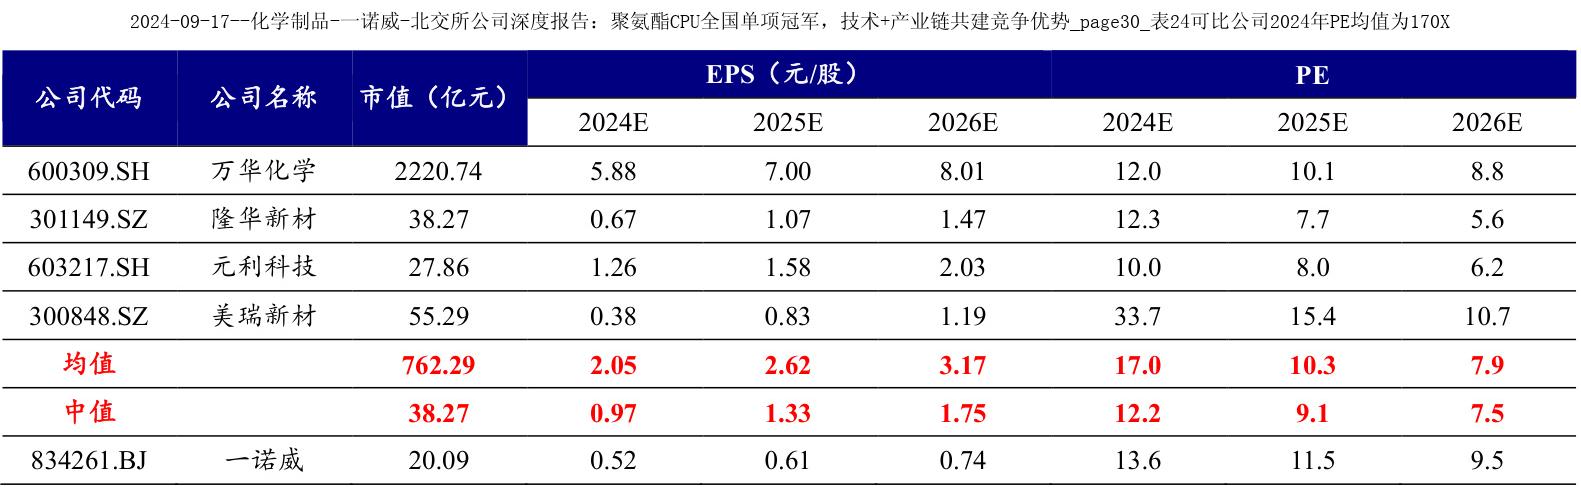 2024-09-17--化学制品-一诺威-北交所公司深度报告：聚氨酯CPU全国单项冠军，技术+产业链共建竞争优势_page30_表24可比公司2024年PE均值为170X
公司代码 公司名称 市值（亿元） EPS（元/股） PE
2024E 2025E 2026E 2024E 2025E 2026E
600309.SH 万华化学 2220.74 5.88 7.00 8.01 12.0 10.1 8.8
301149.SZ 隆华新材 38.27 0.67 1.07 1.47 12.3 7.7 5.6
603217.SH 元利科技 27.86 1.26 1.58 2.03 10.0 8.0 6.2
300848.SZ 美瑞新材 55.29 0.38 0.83 1.19 33.7 15.4 10.7
均值 762.29 2.05 2.62 3.17 17.0 10.3 7.9
中值 38.27 0.97 1.33 1.75 12.2 9.1 7.5
834261.BJ 一诺威 20.09 0.52 0.61 0.74 13.6 11.5 9.5